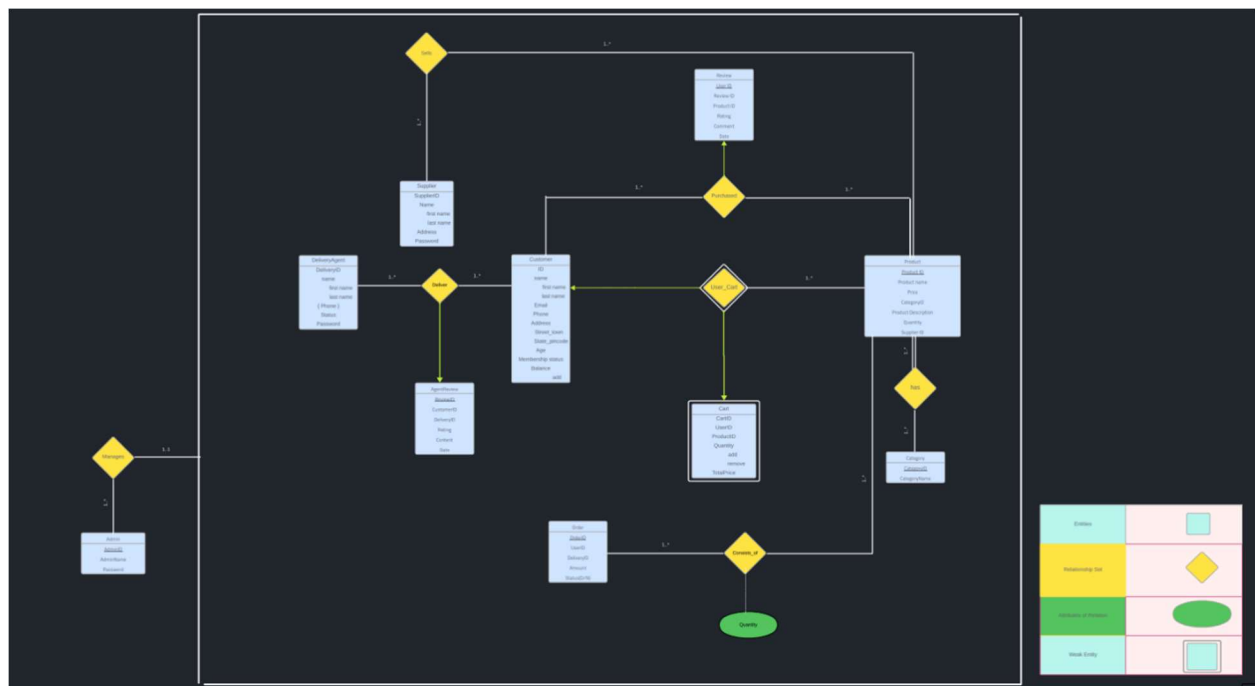 Sells
1..*
1..*
Supplier
SupplierID
Name
first name
last name
Address
Password
Review
User ID
Review ID
Product Id
Rating
Comment
Date
Purchased
1..*
1..*
DeliveryAgent
DeliveryID
name
first name
last name
{ Phone }
Status
Password
1..*
Deliver
1..*
Customer
ID
name
first name
last name
Email
Phone
Address
Street_town
State_pincode
Age
Membership status
Balance
add
User_Cart
1..*
Product
Product ID
Product name
Price
CategoryID
Product Description
Quantity
Supplier ID
AgentReview
ReviewID
CustomerID
DeliveryID
Rating
Content
Date
Cart
CartID
UserID
ProductID
Quantity
add
remove
TotalPrice
1..*
has
1..*
Category
CategoryID
CategoryName
Manages
1..1
1..*
Admin
AdminID
AdminName
Password
Order
OrderID
UserID
DeliveryID
Amount
1..*
Consists_of
1..*
Quantity
Entities
Relationship Set
Attributes of Relation
Weak Entity